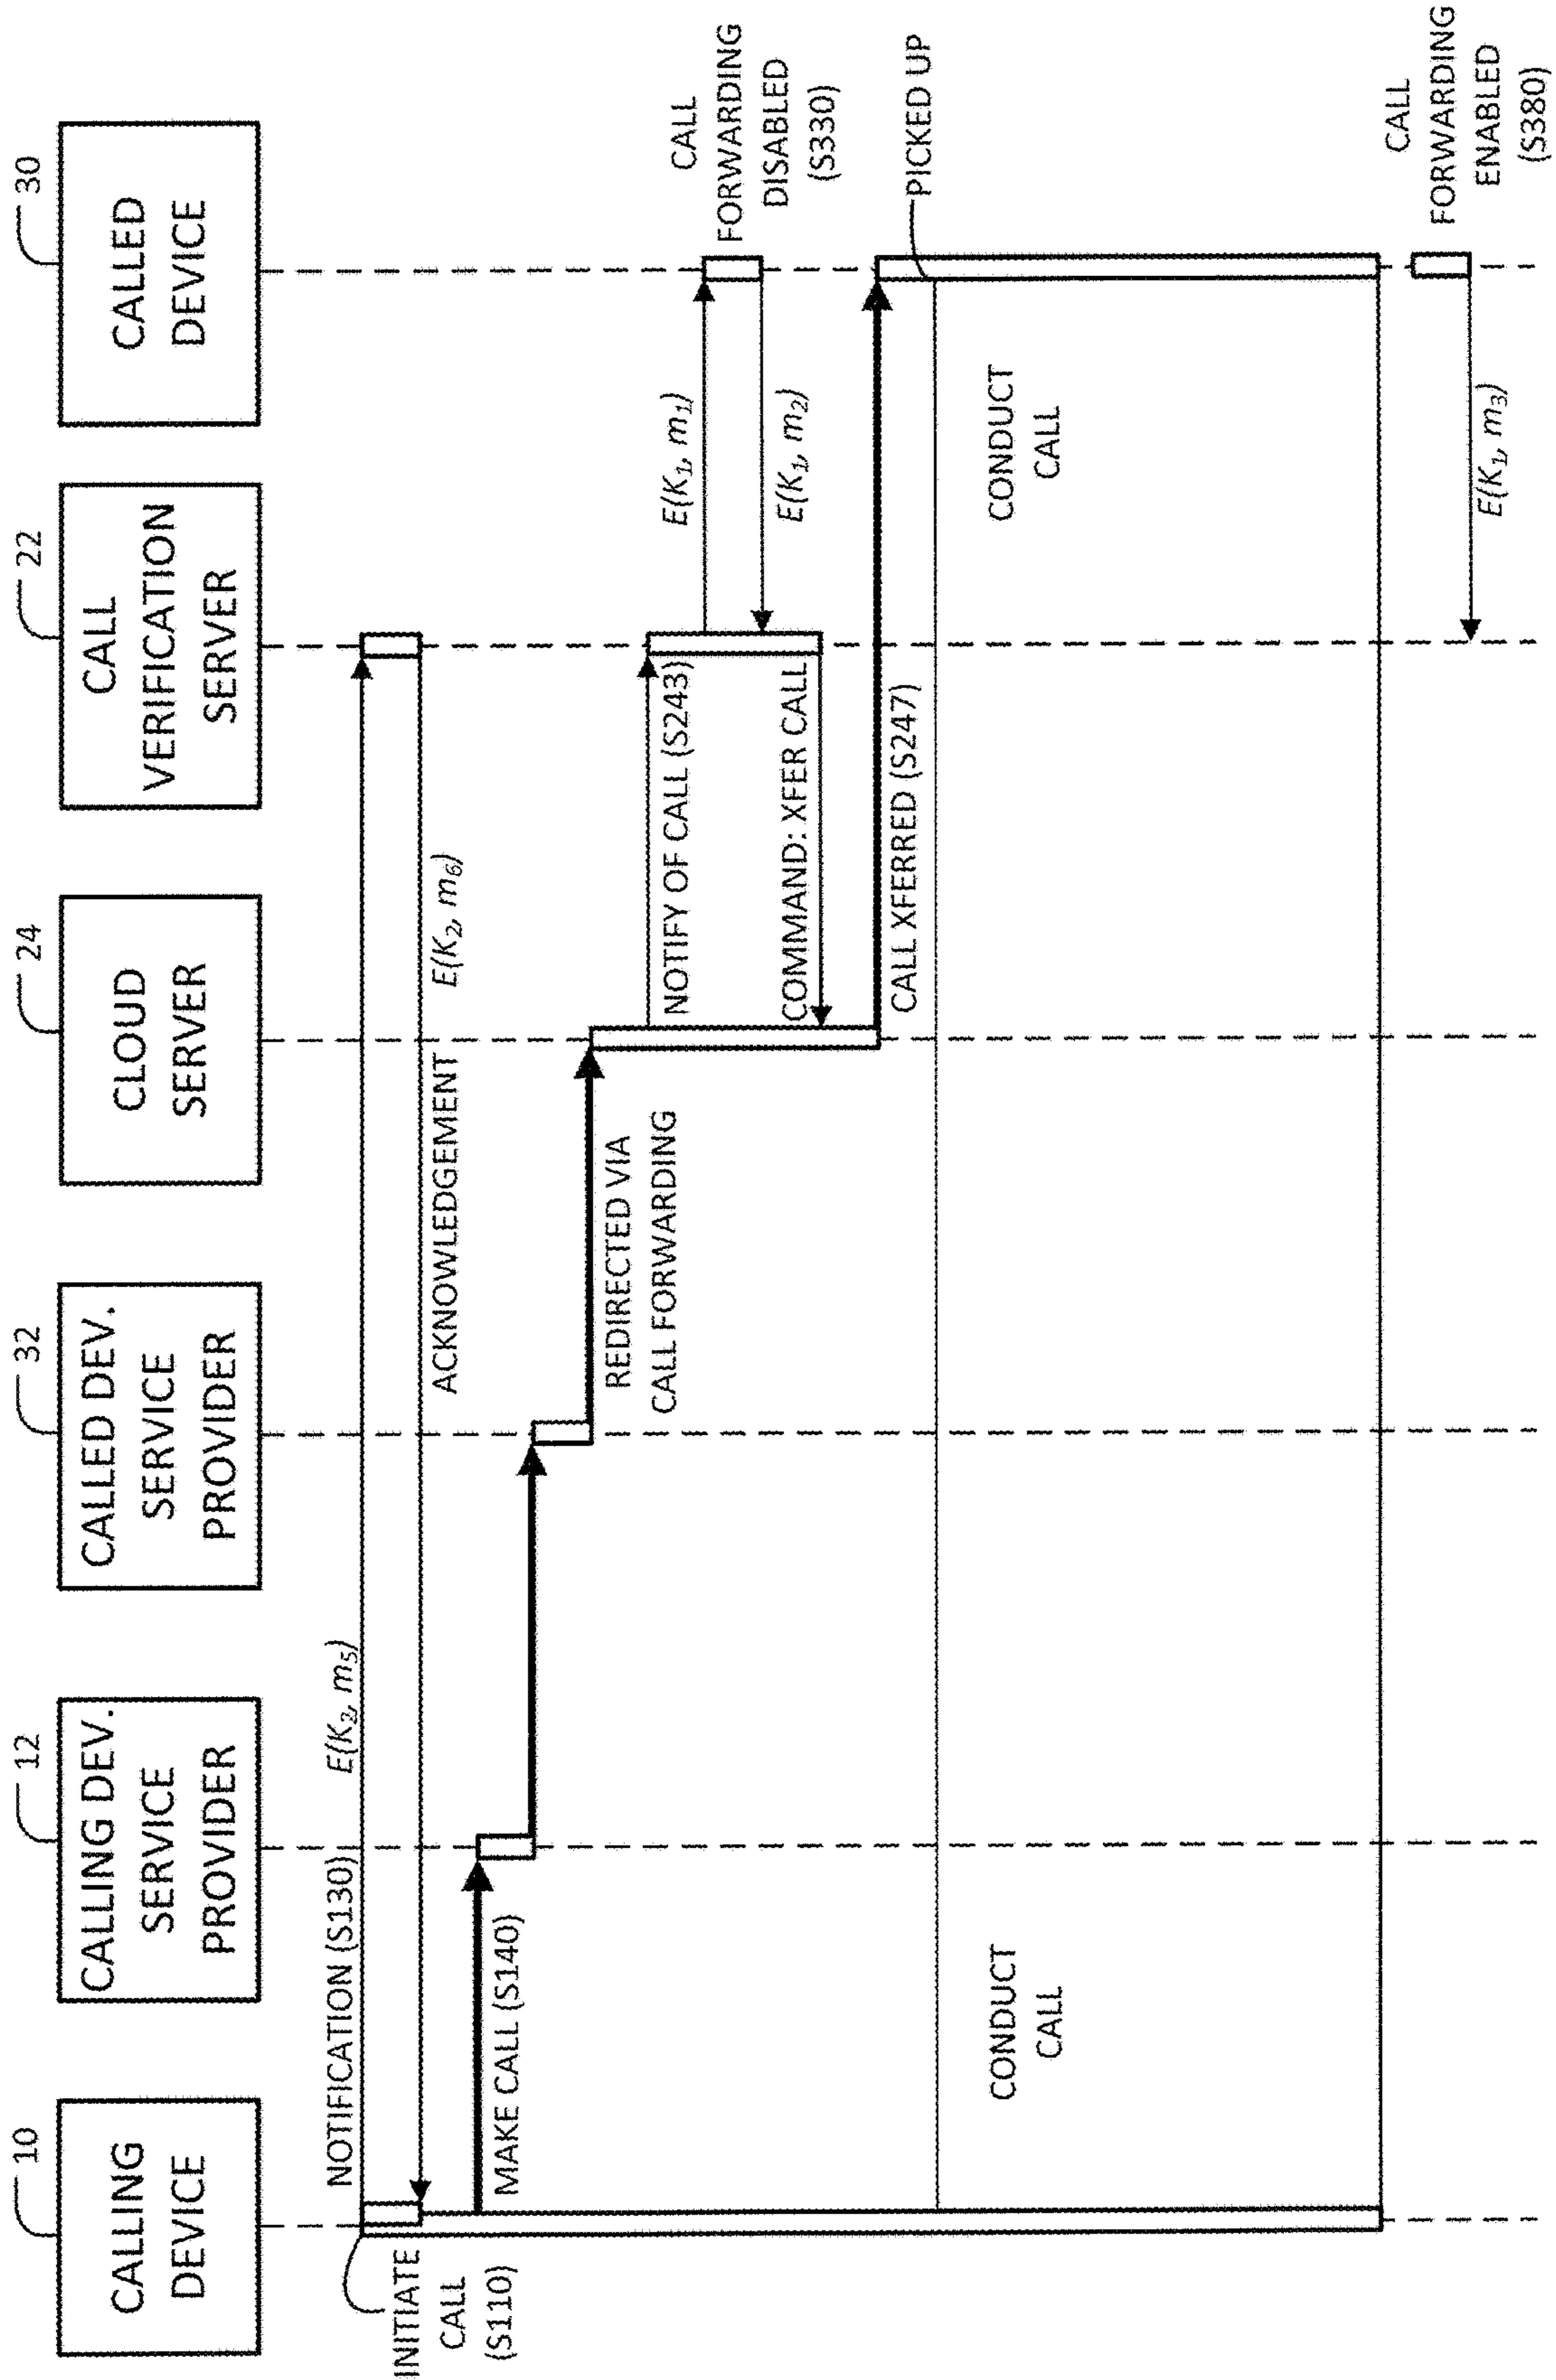 10
CALLING
DEVICE
12
CALLING DEV.
SERVICE
PROVIDER
32
CALLED DEV.
SERVICE
PROVIDER
24
CLOUD
SERVER
22
CALL
VERIFICATION
SERVER
30
CALLED
DEVICE
INITIATE
CALL
(S110)
NOTIFICATION (S130)
E(K₂, m₅)
ACKNOWLEDGEMENT
E(K₂, m₆)
MAKE CALL (S140)
REDIRECTED VIA
CALL FORWARDING
NOTIFY OF CALL (S243)
E(K₁, m₁)
CALL
FORWARDING
DISABLED
(S330)
E(K₁, m₂)
COMMAND: XFER CALL
CALL XFERRED (S247)
PICKED UP
CONDUCT
CALL
CONDUCT
CALL
E(K₁, m₃)
CALL
FORWARDING
ENABLED
(S380)